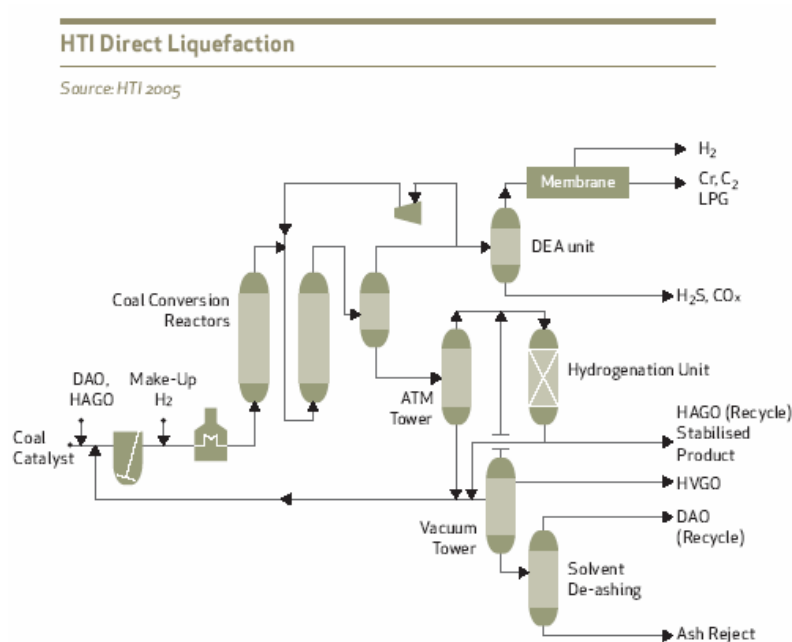 HTI Direct Liquefaction
Source: HTI 2005
H₂
Membrane
Cr, C₂
LPG
DEA unit
Coal Conversion
Reactors
H₂S, COₓ
DAO,
HAGO
Make-Up
H₂
ATM
Tower
Hydrogenation Unit
HAGO (Recycle)
Stabilised
Product
Coal
Catalyst
HVGO
Vacuum
Tower
DAO
(Recycle)
Solvent
De-ashing
Ash Reject